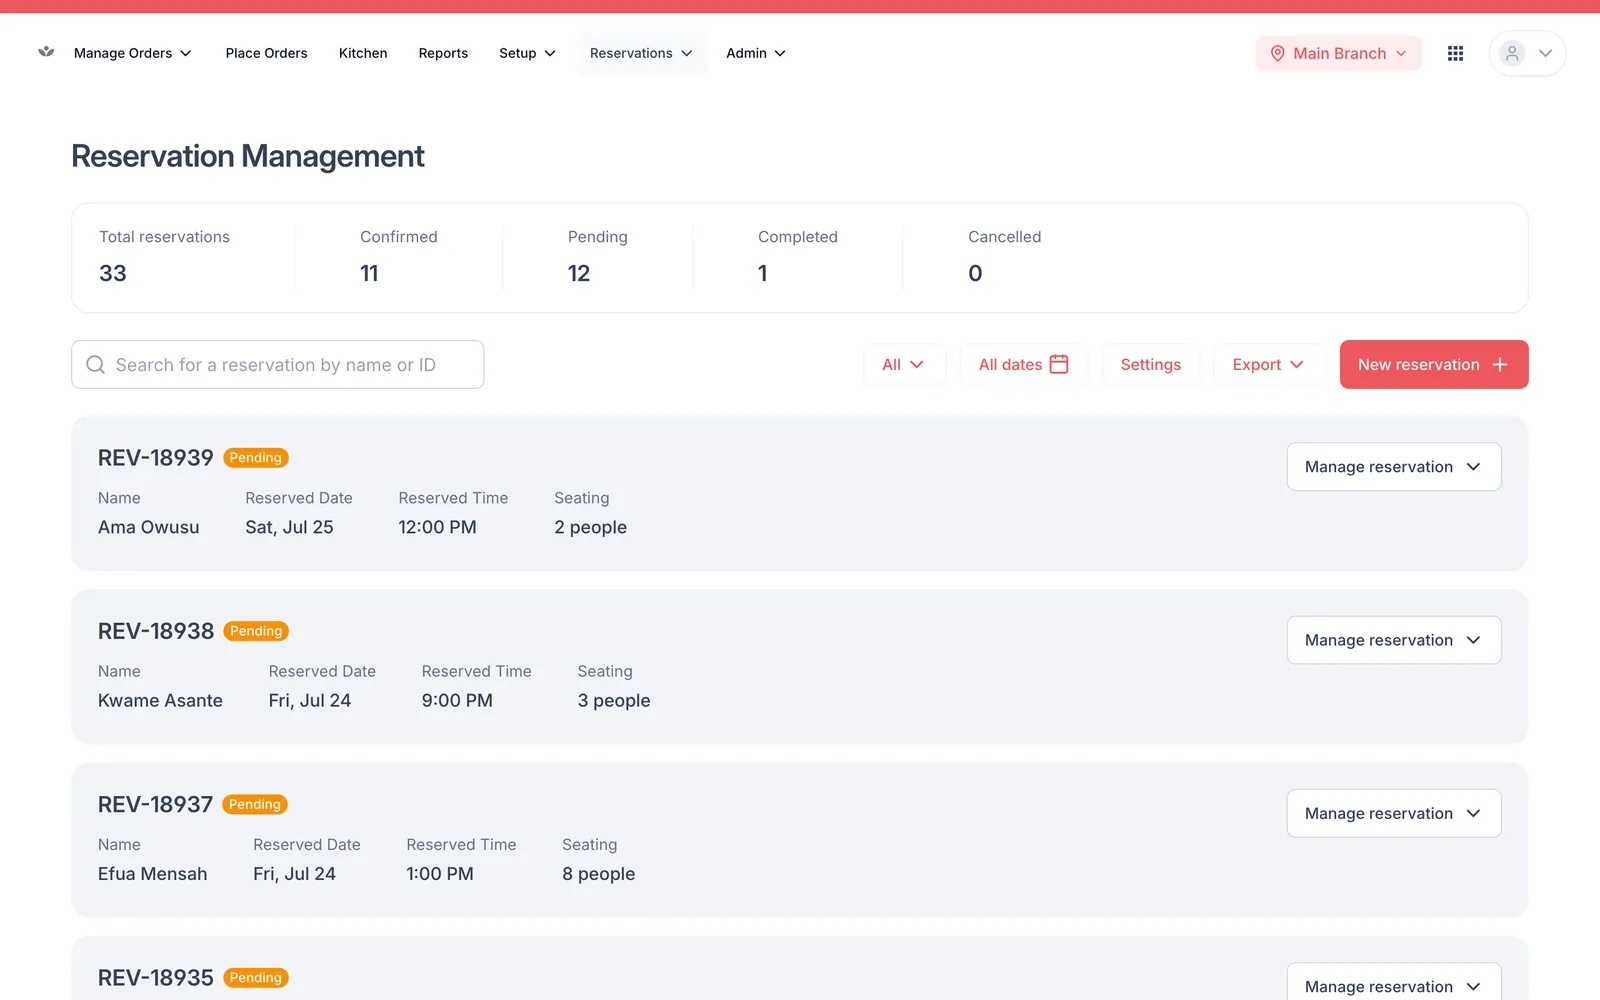 Manage Orders Place Orders Kitchen Reports Setup Reservations Admin Main Branch
Reservation Management
Total reservations Confirmed Pending Completed Cancelled
33 11 12 1 0
Search for a reservation by name or ID All All dates Settings Export New reservation
REV-18939 Pending Manage reservation
Name Reserved Date Reserved Time Seating
Ama Owusu Sat, Jul 25 12:00 PM 2 people
REV-18938 Pending Manage reservation
Name Reserved Date Reserved Time Seating
Kwame Asante Fri, Jul 24 9:00 PM 3 people
REV-18937 Pending Manage reservation
Name Reserved Date Reserved Time Seating
Efua Mensah Fri, Jul 24 1:00 PM 8 people
REV-18935 Pending Manage reservation